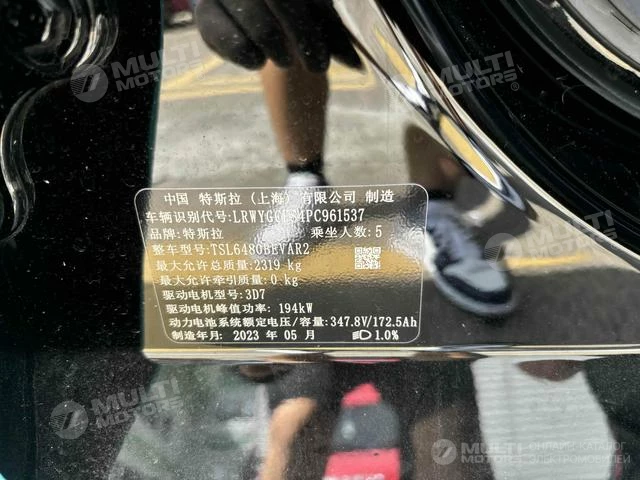 MULTI
MOTORS®
MULTI
MOTORS®
中国 特斯拉(上海)有限公司 制造
车辆识别代号:
品牌:特斯拉 乘坐人数:5
整车型号:TSL6480BEVAR2
最大允许总质量:2319 kg
最大允许牵引质量:0 kg
驱动电机型号:3D7
驱动电机峰值功率: 194kW
动力电池系统额定电压/容量:347.8V/172.5Ah
制造年月: 2023 年 05 月 1.0%
MULTI
MOTORS
MULTI
MOTORS®
ОНЛАЙН-КАТАЛОГ
ЭЛЕКТРОМОБИЛЕЙ